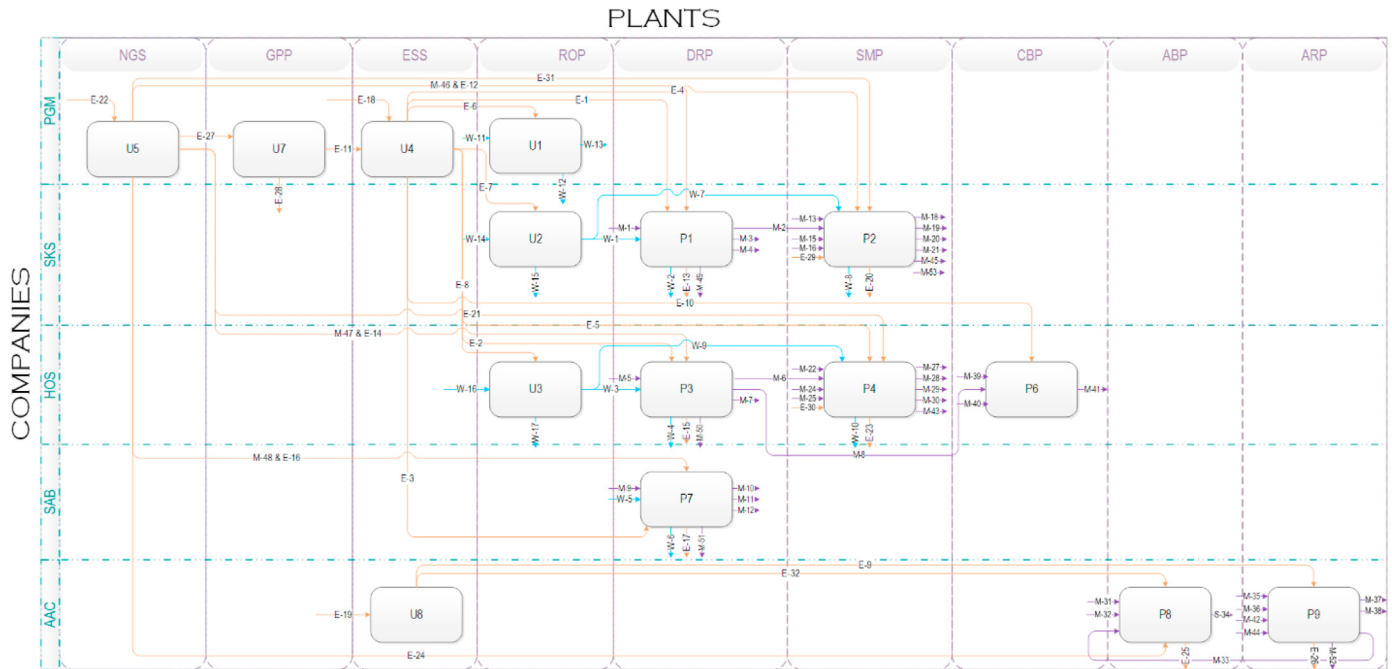 PLANTS
COMPANIES
NGS GPP ESS ROP DRP SMP CBP ABP ARP
PGM
E-31
M-46 & E-12
E-4
E-22
E-18
E-1
E-6
U5
E-27
U7
E-11
U4
W-11
U1
W-13
E-28
E-7
W-12
SKS
W-7
M-1
M-2
M-13
M-18
M-19
W-14
U2
W-1
P1
M-3
M-4
M-15
M-16
E-29
P2
M-20
M-21
M-45
M-53
W-15
W-2
E-13
M-49
W-8
E-20
E-8
E-10
E-21
HOS
M-47 & E-14
E-5
E-2
W-9
M-5
M-6
M-22
M-27
M-28
M-39
W-16
U3
W-3
P3
M-7
M-24
M-25
E-30
P4
M-29
M-30
M-43
P6
M-41
M-40
W-17
W-4
E-15
M-50
W-10
E-23
M-8
SAB
M-48 & E-16
E-3
M-9
W-5
P7
M-10
M-11
M-12
W-6
E-17
M-51
AAC
E-9
E-32
E-19
U8
M-31
M-32
P8
S-34
M-35
M-36
M-42
M-44
P9
M-37
M-38
E-24
E-25
M-33
E-26
M-52